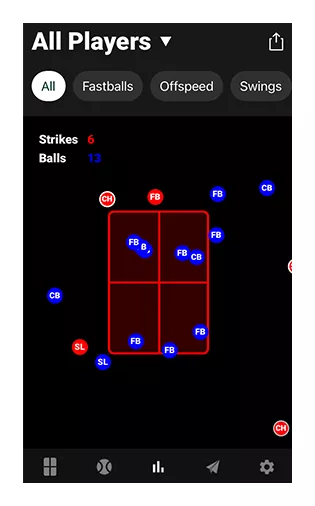 All Players
All Fastballs Offspeed Swings
Strikes 6
Balls 13
CB
FB
FB
CH
FB
FB
B
FB
CB
CB
FB
FB
SL
FB
SL
CH